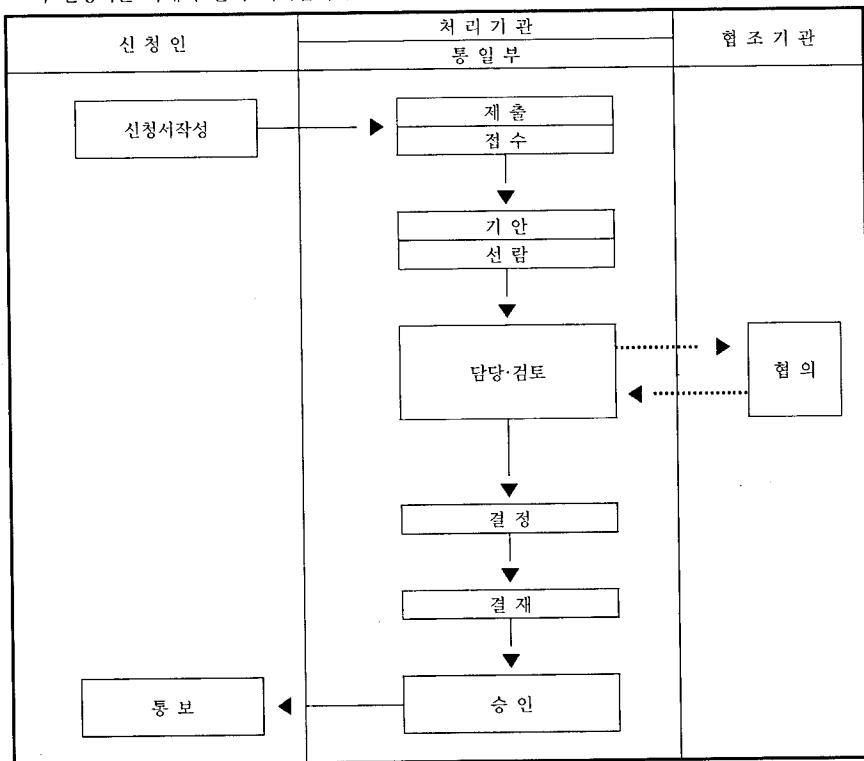 신 청 인
처 리 기 관
통 일 부
협 조 기 관
신청서작성
제 출
접 수
기 안
선 람
담당·검토
협 의
결 정
결 재
승 인
통 보